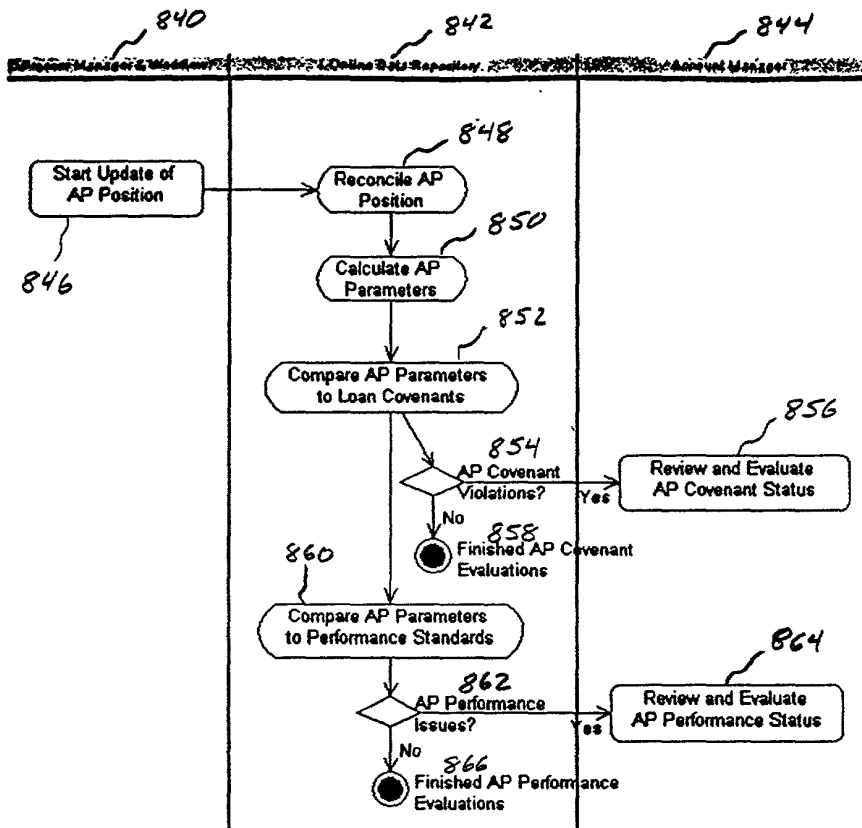 840
842
844
Online Data Repository
Account Manager
848
Start Update of
AP Position
Reconcile AP
Position
846
850
Calculate AP
Parameters
852
Compare AP Parameters
to Loan Covenants
854
AP Covenant
Violations?
Yes
856
Review and Evaluate
AP Covenant Status
No
858
Finished AP Covenant
Evaluations
860
Compare AP Parameters
to Performance Standards
862
AP Performance
Issues?
Yes
864
Review and Evaluate
AP Performance Status
No
866
Finished AP Performance
Evaluations